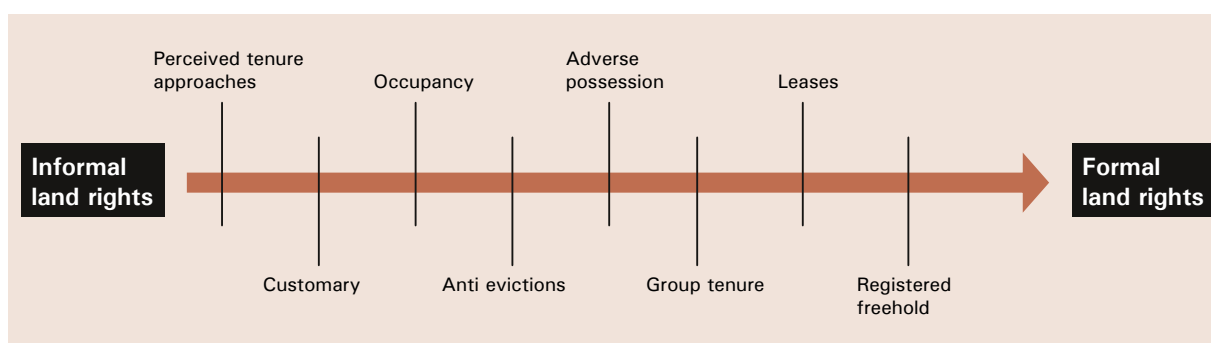 Perceived tenure
approaches
Occupancy
Adverse
possession
Leases
Informal
land rights
Formal
land rights
Customary
Anti evictions
Group tenure
Registered
freehold